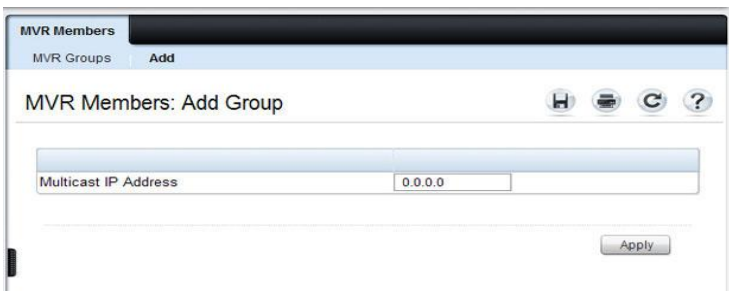 MVR Members
MVR Groups Add
MVR Members: Add Group
Multicast IP Address 0.0.0.0
Apply